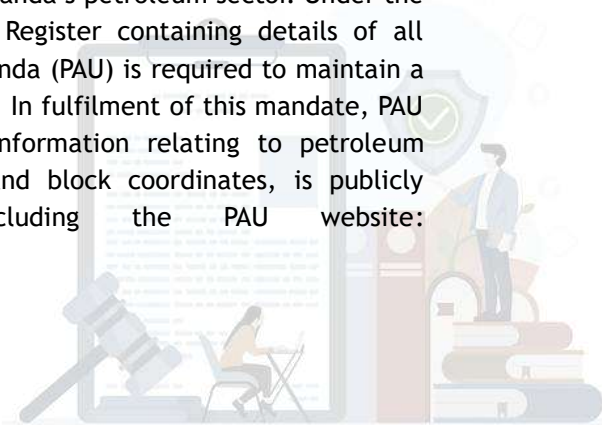 anda's petroleum sector. Under the
Register containing details of all
nda (PAU) is required to maintain a
In fulfilment of this mandate, PAU
nformation relating to petroleum
nd block coordinates, is publicly
cluding the PAU website: